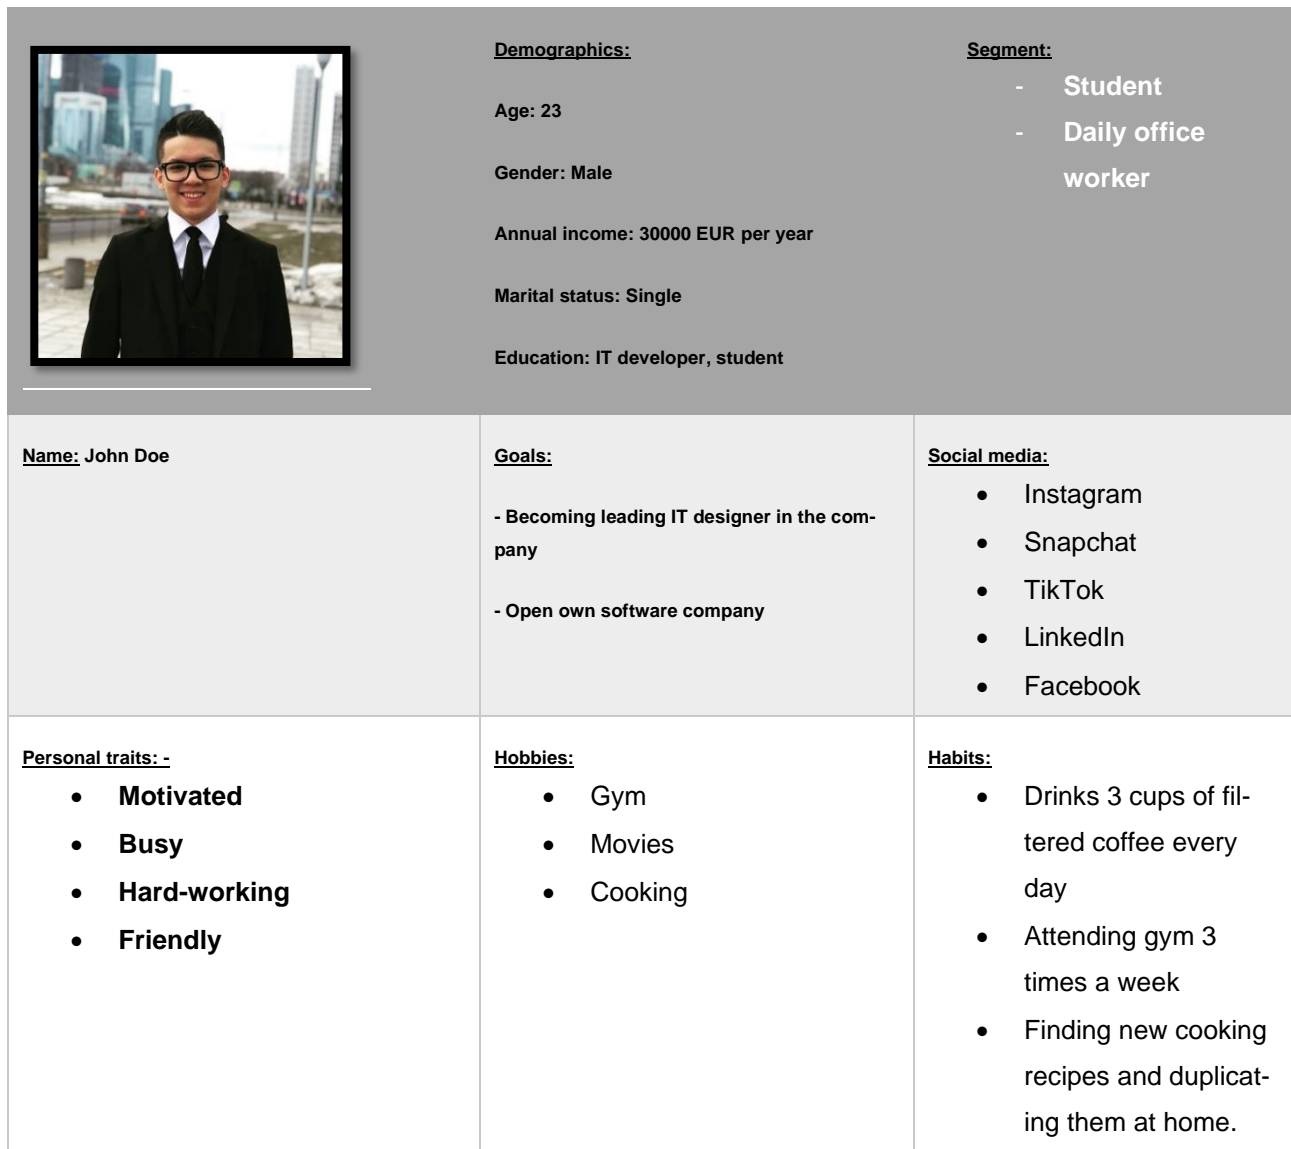 Demographics:
Age: 23
Gender: Male
Annual income: 30000 EUR per year
Marital status: Single
Education: IT developer, student
Segment:
- Student
- Daily office
worker
Name: John Doe
Goals:
- Becoming leading IT designer in the com-
pany
- Open own software company
Social media:
• Instagram
• Snapchat
• TikTok
• LinkedIn
• Facebook
Personal traits: -
• Motivated
• Busy
• Hard-working
• Friendly
Hobbies:
• Gym
• Movies
• Cooking
Habits:
• Drinks 3 cups of fil-
tered coffee every
day
• Attending gym 3
times a week
• Finding new cooking
recipes and duplicat-
ing them at home.